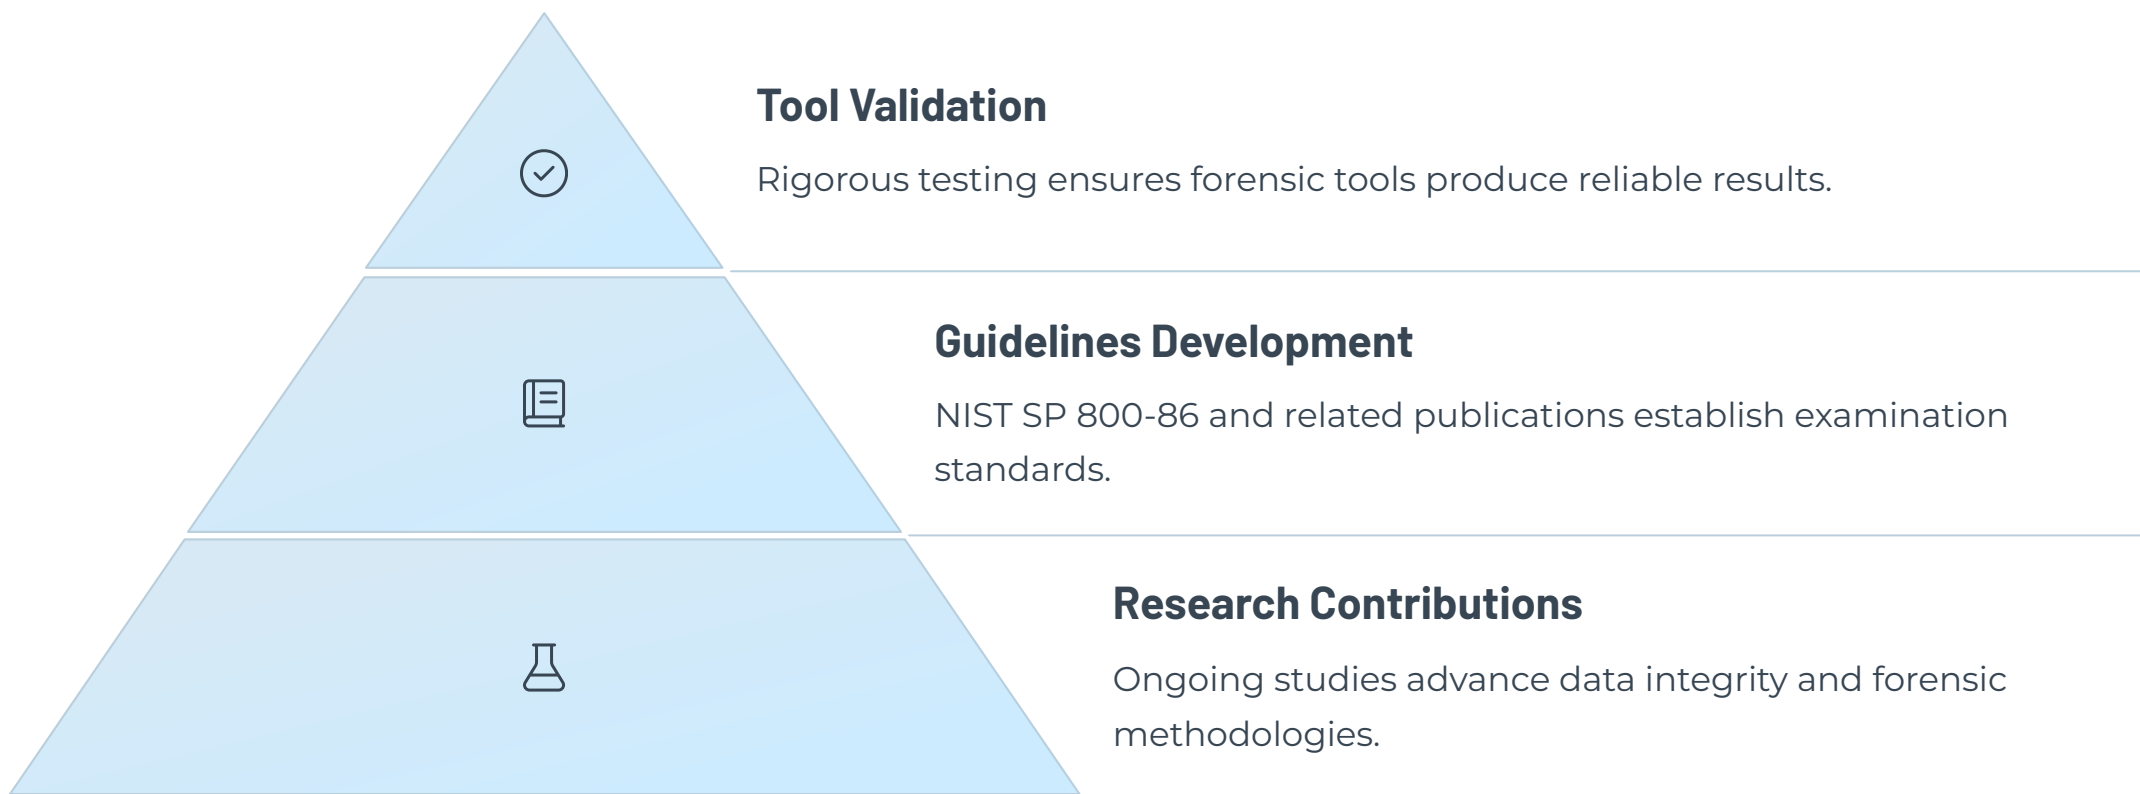 Tool Validation
Rigorous testing ensures forensic tools produce reliable results.
Guidelines Development
NIST SP 800-86 and related publications establish examination
standards.
Research Contributions
Ongoing studies advance data integrity and forensic
methodologies.